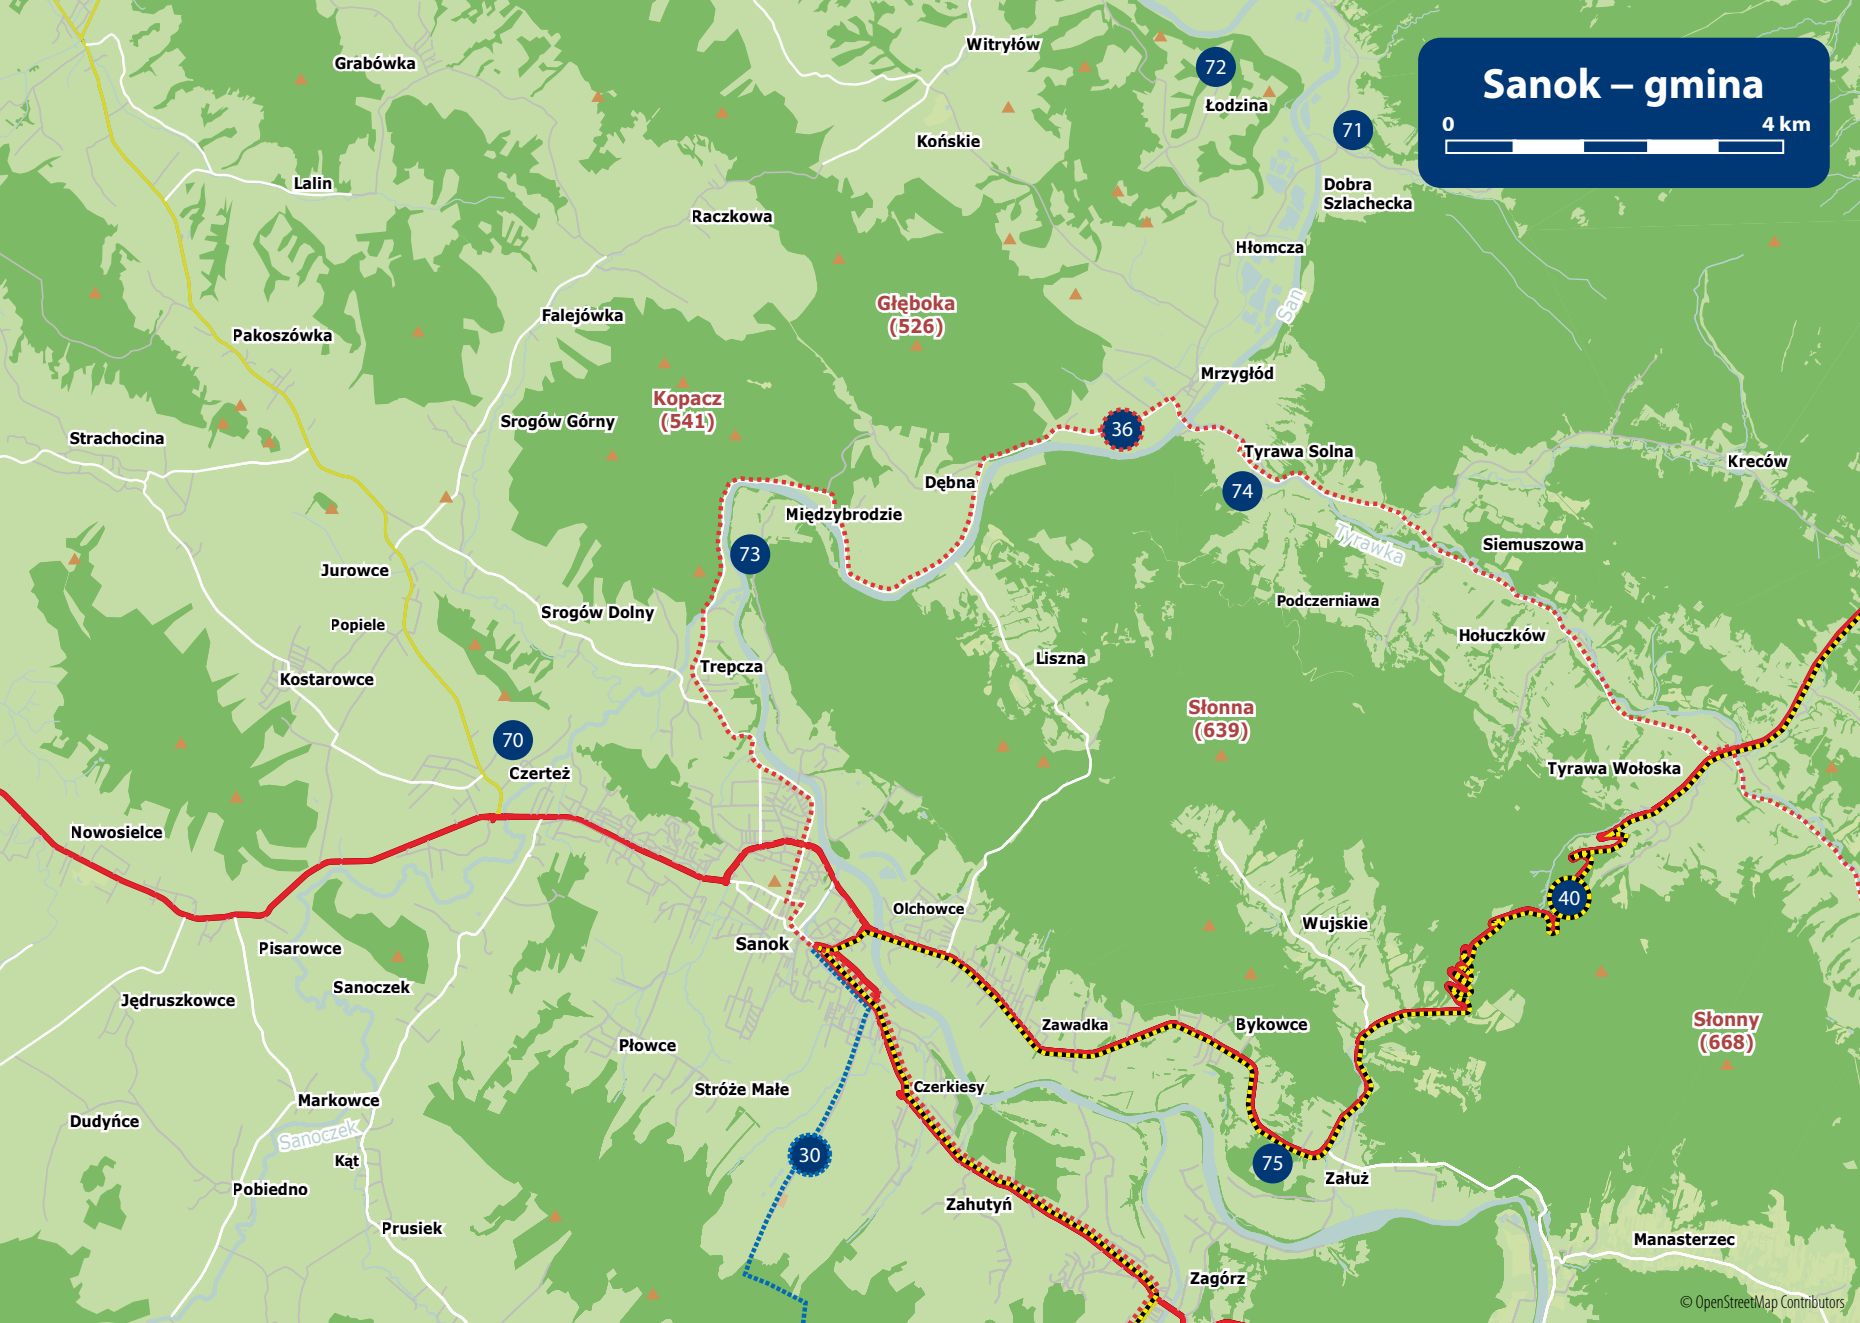 Sanok – gmina
0 4 km
Witryłów
Grabówka
72
Łodzina
71
Końskie
Lalin
Dobra
Szlachecka
Raczkowa
Hłomcza
San
Głęboka
(526)
Falejówka
Pakoszówka
Mrzygłód
Kopacz
(541)
Srogów Górny
36
Strachocina
Tyrawa Solna
Kreców
Dębna
74
Międzybrodzie
Tyrawka
Siemuszowa
73
Jurowce
Podczerniawa
Srogów Dolny
Popiele
Hołuczków
Liszna
Trepcza
Kostarowce
Słonna
(639)
70
Czerteż
Tyrawa Wołoska
Nowosielce
40
Olchowce
Wujskie
Sanok
Pisarowce
Sanoczek
Jędruszkowce
Zawadka
Bykowce
Słonny
(668)
Płowce
Stróże Małe
Czerkiesy
Markowce
Dudyńce
Sanoczek
30
Kąt
75
Załuż
Pobiedno
Zahutyń
Prusiek
Manasterzec
Zagórz
© OpenStreetMap Contributors